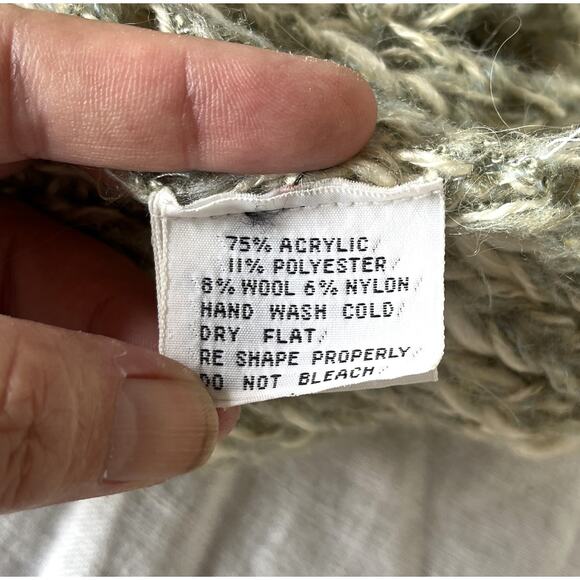 75% ACRYLIC/
11% POLYESTER/
8% WOOL 6% NYLON/
HAND WASH COLD/
DRY FLAT/
RE SHAPE PROPERLY/
DO NOT BLEACH/